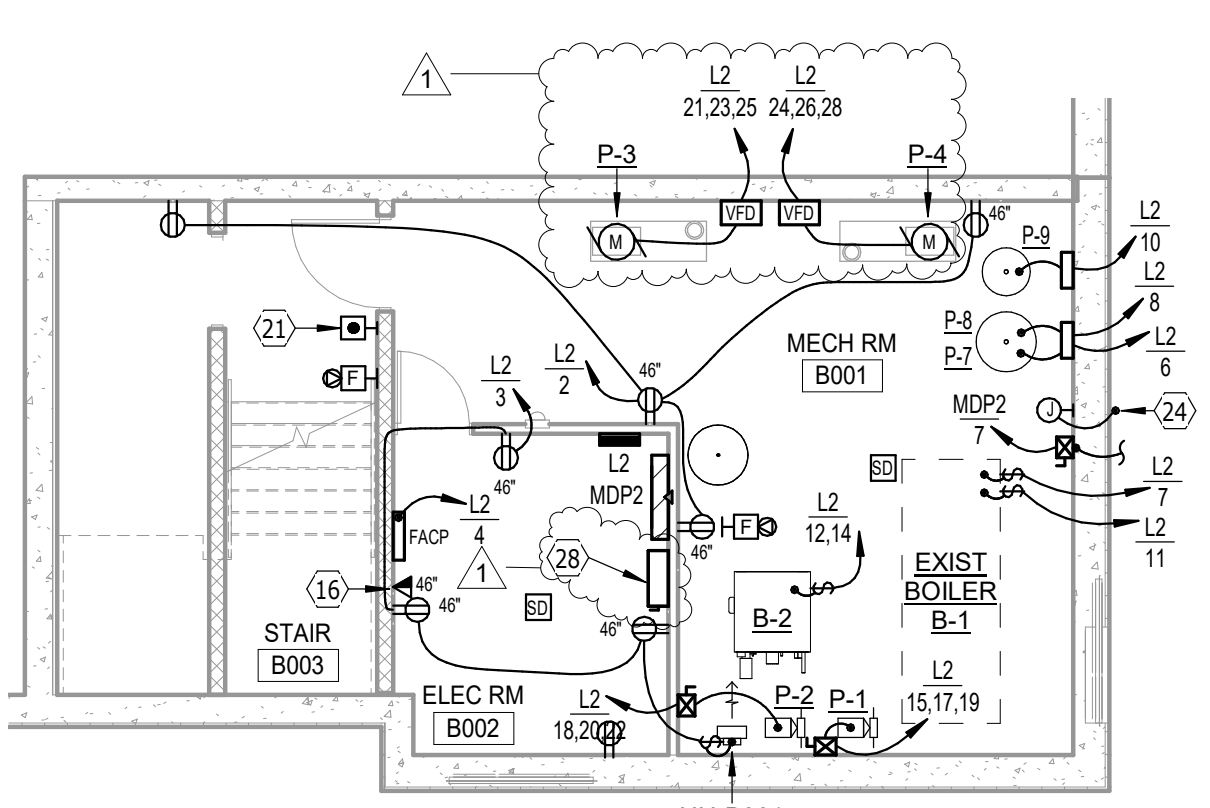 1
L2
21,23,25
L2
24,26,28
P-3
P-4
VFD
VFD
M
M
46"
P-9
L2
10
L2
8
P-8
P-7
L2
6
21
F
MECH RM
B001
L2
3
L2
2
46"
J
24
MDP2
7
46"
L2
MDP2
SD
L2
7
L2
11
FACP
L2
4
1
28
F
46"
L2
12,14
EXIST
BOILER
B-1
16
46"
SD
46"
B-2
STAIR
B003
ELEC RM
B002
L2
18,20,22
P-2
P-1
L2
15,17,19